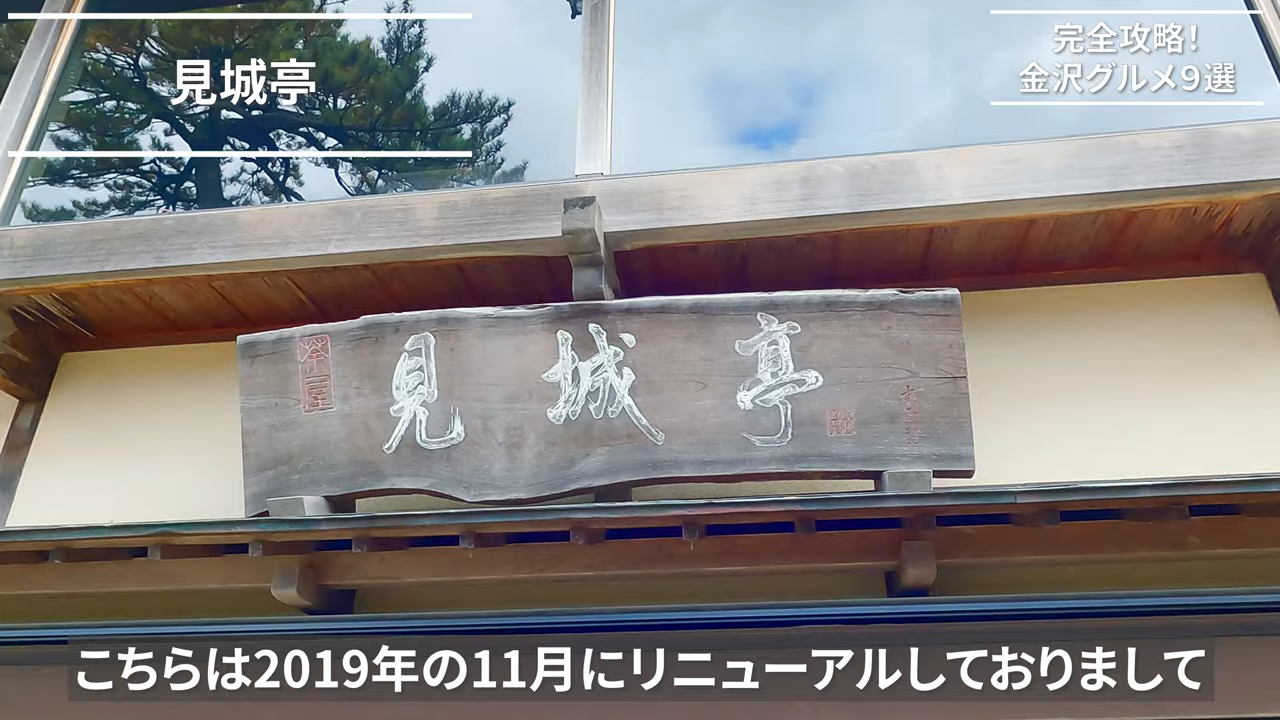 見城亭
完全攻略!
金沢グルメ9選
茶屋
見城亭
こちらは2019年の11月にリニューアルしておりまして